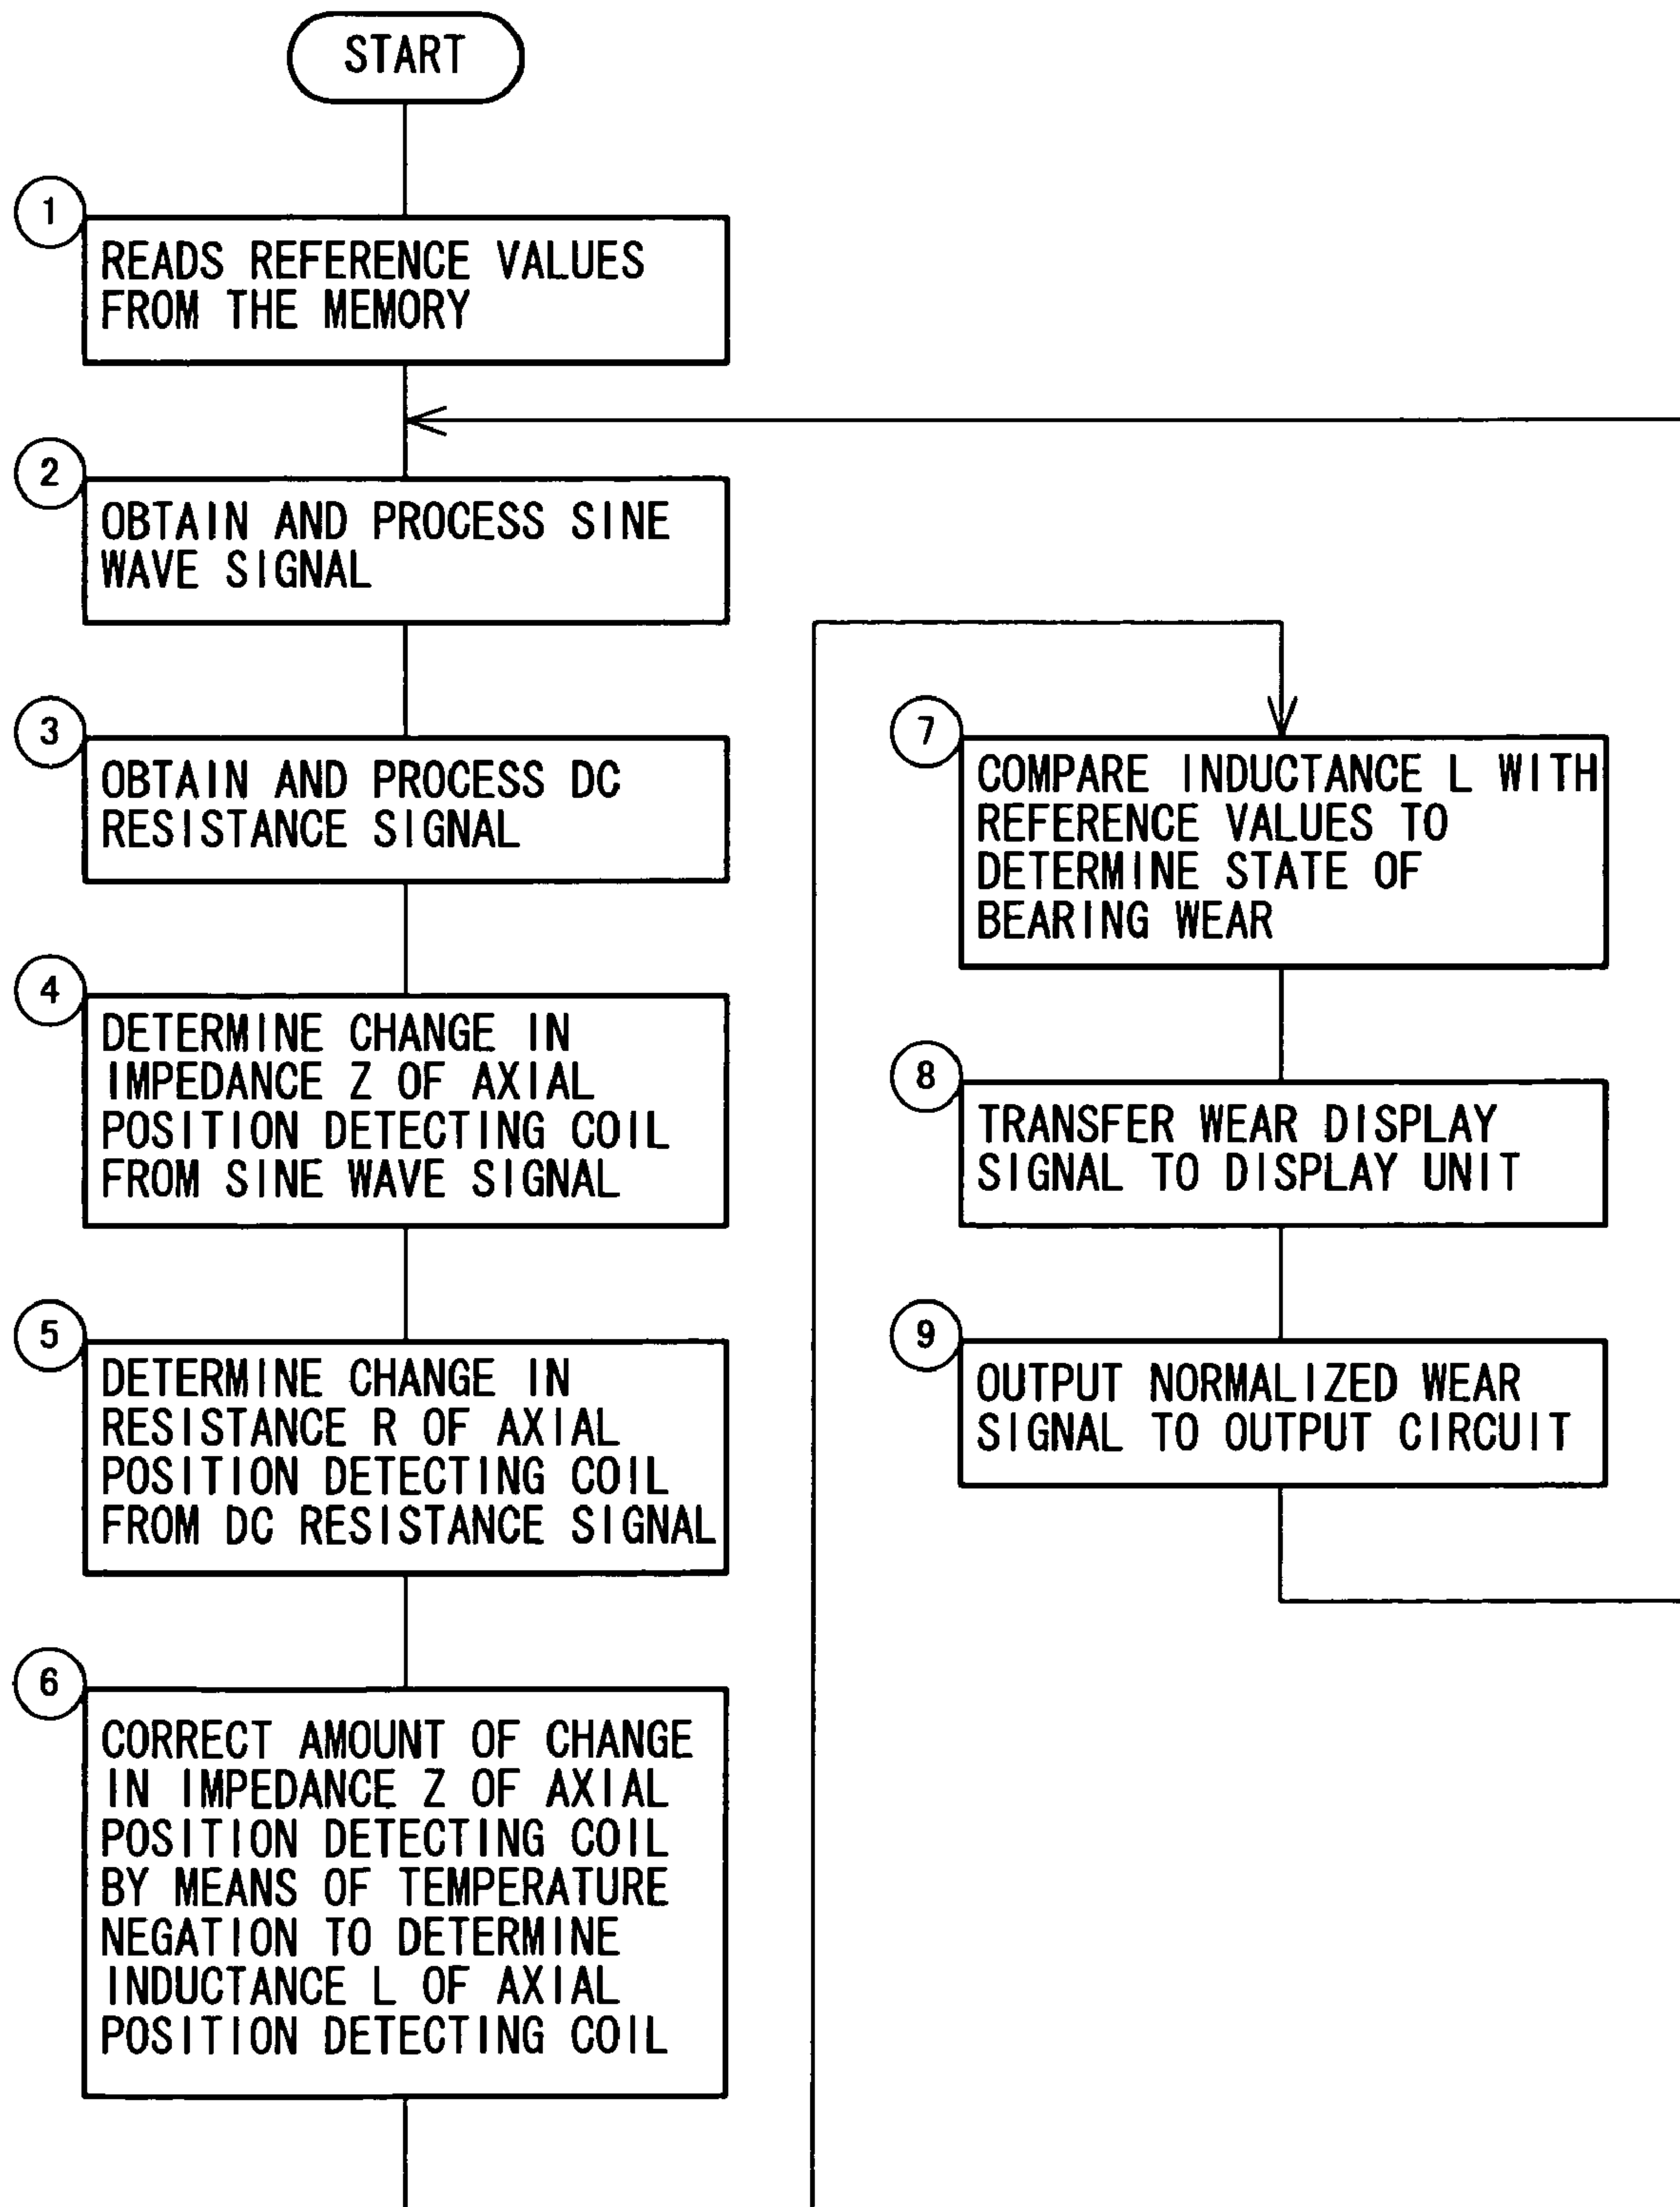 START
1
READS REFERENCE VALUES
FROM THE MEMORY
2
OBTAIN AND PROCESS SINE
WAVE SIGNAL
3
OBTAIN AND PROCESS DC
RESISTANCE SIGNAL
4
DETERMINE CHANGE IN
IMPEDANCE Z OF AXIAL
POSITION DETECTING COIL
FROM SINE WAVE SIGNAL
5
DETERMINE CHANGE IN
RESISTANCE R OF AXIAL
POSITION DETECTING COIL
FROM DC RESISTANCE SIGNAL
6
CORRECT AMOUNT OF CHANGE
IN IMPEDANCE Z OF AXIAL
POSITION DETECTING COIL
BY MEANS OF TEMPERATURE
NEGATION TO DETERMINE
INDUCTANCE L OF AXIAL
POSITION DETECTING COIL
7
COMPARE INDUCTANCE L WITH
REFERENCE VALUES TO
DETERMINE STATE OF
BEARING WEAR
8
TRANSFER WEAR DISPLAY
SIGNAL TO DISPLAY UNIT
9
OUTPUT NORMALIZED WEAR
SIGNAL TO OUTPUT CIRCUIT